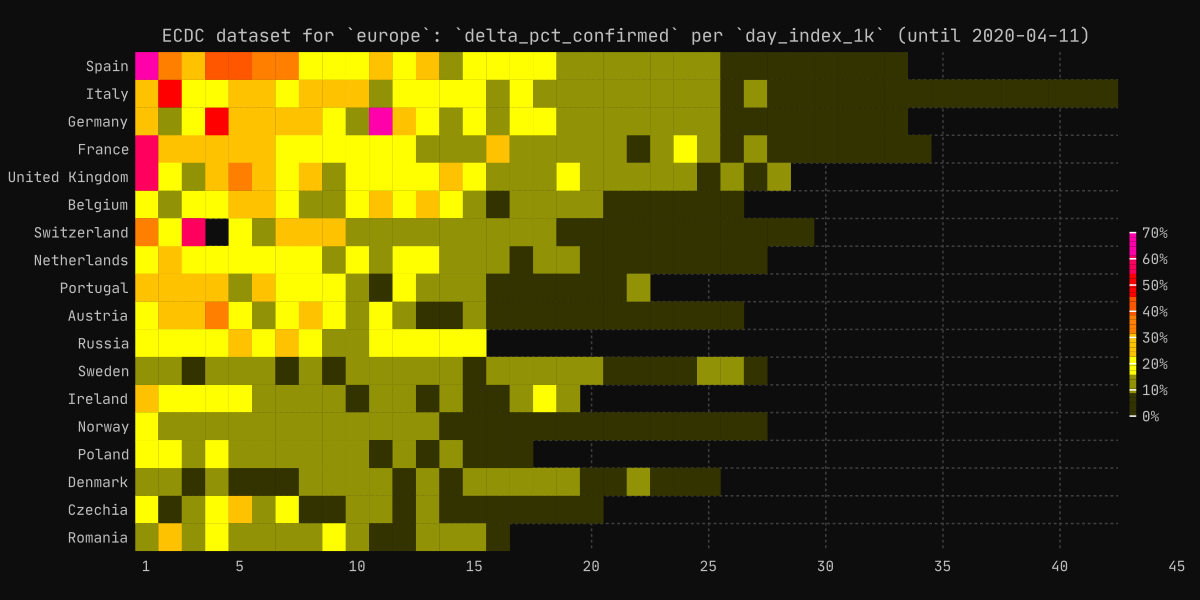 ECDC dataset for `europe`: `delta_pct_confirmed` per `day_index_1k` (until 2020-04-11)
Spain
Italy
Germany
France
United Kingdom
Belgium
Switzerland
Netherlands
Portugal
Austria
Russia
Sweden
Ireland
Norway
Poland
Denmark
Czechia
Romania
70%
60%
50%
40%
30%
20%
10%
0%
1 5 10 15 20 25 30 35 40 45